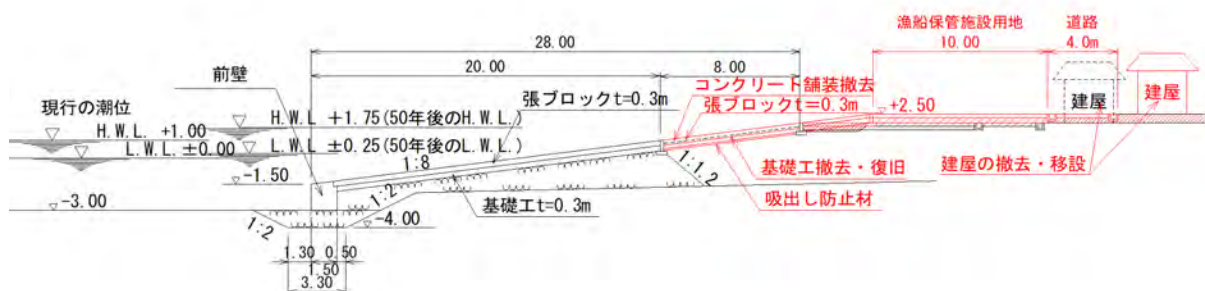 漁船保管施設用地
道路
28.00
10.00
4.0m
前壁
20.00
8.00
コンクリート舗装撤去
現行の潮位
張ブロックt=0.3m
張ブロックt=0.3m
建屋
建屋
H.W.L. +1.00
H.W.L +1.75(50年後のH.W.L.)
+2.50
L.W.L.±0.00
L.W.L ±0.25(50年後のL.W.L.)
1:8
1:1.2
基礎工撤去・復旧
建屋の撤去・移設
-1.50
1:2
基礎工t=0.3m
吸出し防止材
-3.00
-4.00
1:2
1.30
0.50
1.50
3.30